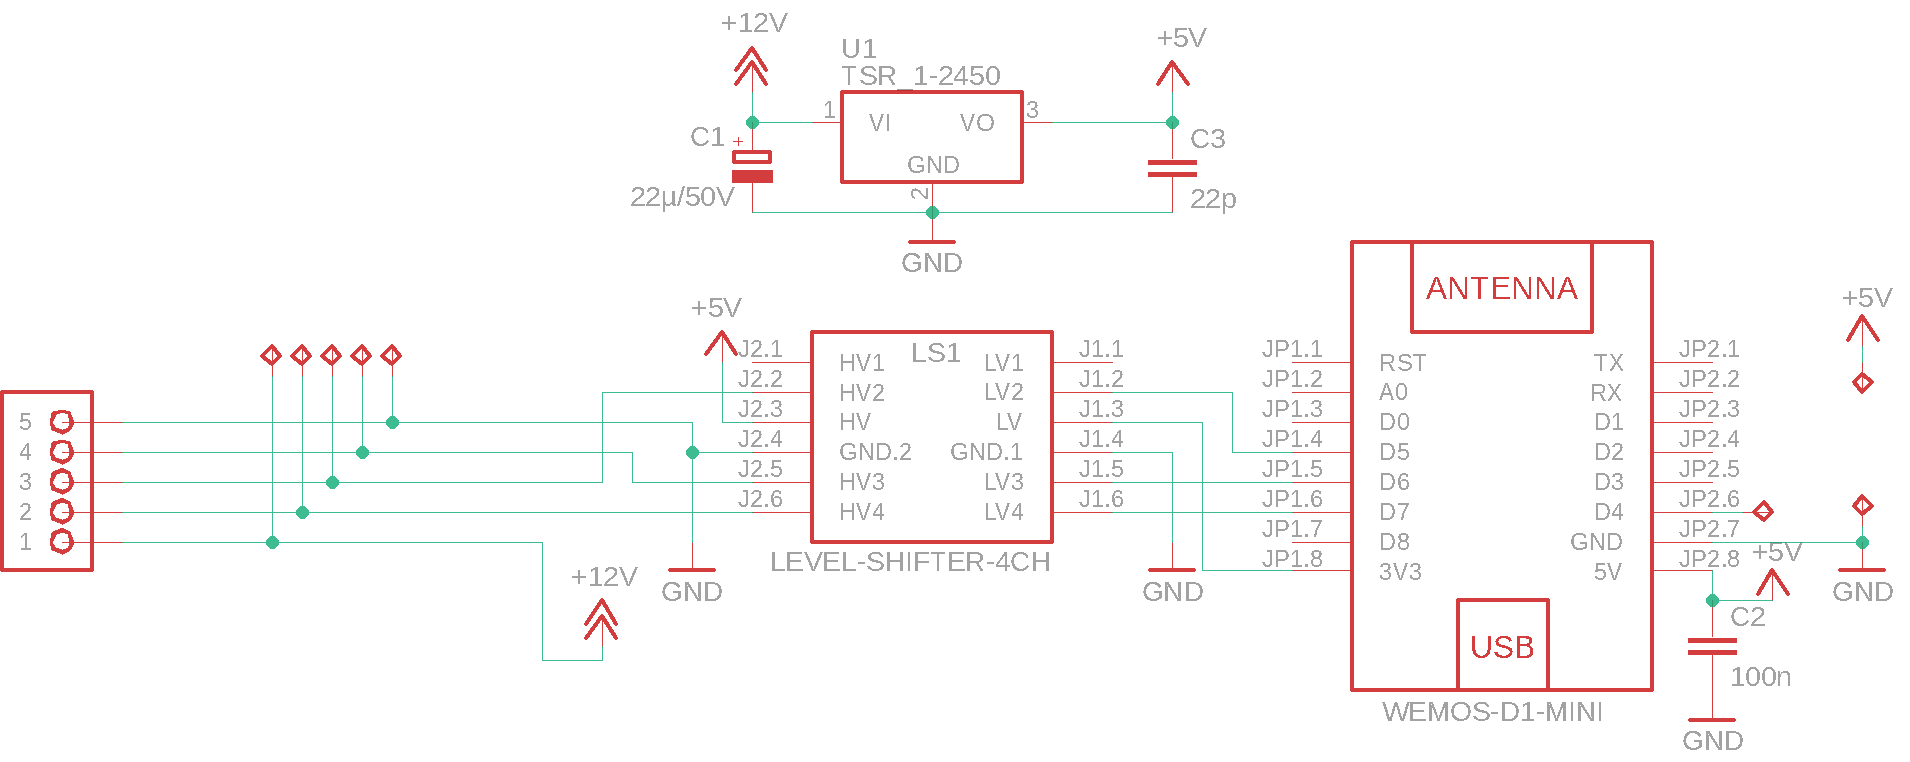 +12V
U1
TSR_1-2450
+5V
1
VI
VO
3
C1
+
GND
C3
22µ/50V
2
22p
GND
ANTENNA
+5V
+5V
LS1
J2.1
HV1
LV1
J1.1
J2.2
HV2
LV2
J1.2
J2.3
HV
LV
J1.3
J2.4
GND.2
GND.1
J1.4
J2.5
HV3
LV3
J1.5
J2.6
HV4
LV4
J1.6
LEVEL-SHIFTER-4CH
JP1.1
RST
TX
JP2.1
JP1.2
A0
RX
JP2.2
JP1.3
D0
D1
JP2.3
JP1.4
D5
D2
JP2.4
JP1.5
D6
D3
JP2.5
JP1.6
D7
D4
JP2.6
JP1.7
D8
GND
JP2.7
JP1.8
3V3
5V
JP2.8
+5V
5
4
3
2
1
+12V
GND
GND
GND
C2
USB
100n
WEMOS-D1-MINI
GND